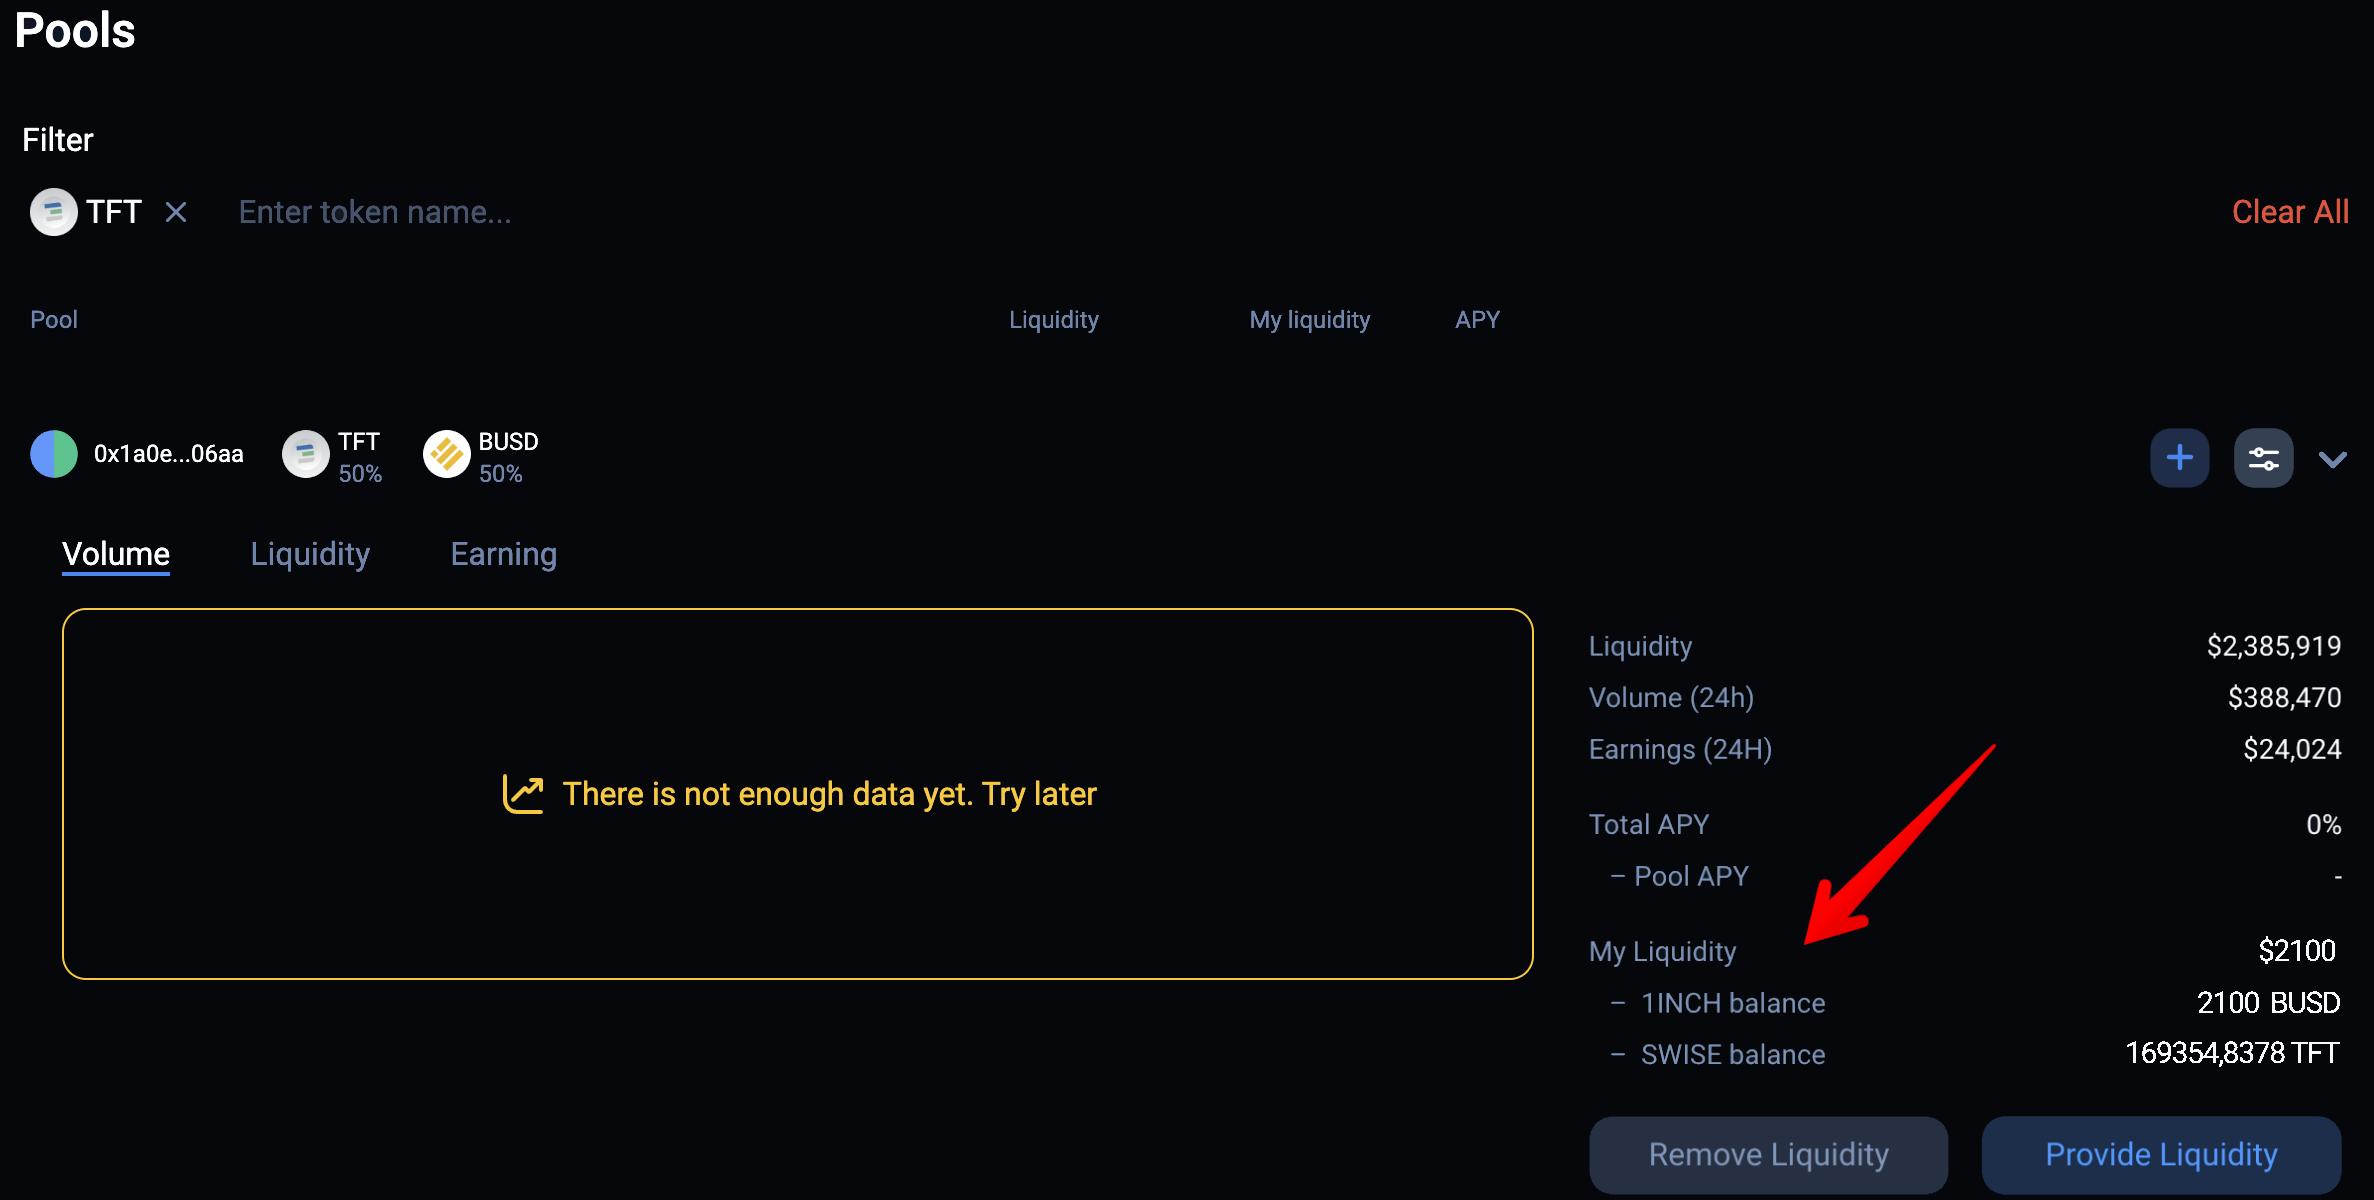 Pools
Filter
TFT Enter token name... Clear All
Pool Liquidity My liquidity APY
0x1a0e...06aa TFT 50% BUSD 50%
Volume Liquidity Earning
There is not enough data yet. Try later
Liquidity $2,385,919
Volume (24h) $388,470
Earnings (24H) $24,024
Total APY 0%
– Pool APY -
My Liquidity $2100
– 1INCH balance 2100 BUSD
– SWISE balance 169354,8378 TFT
Remove Liquidity Provide Liquidity